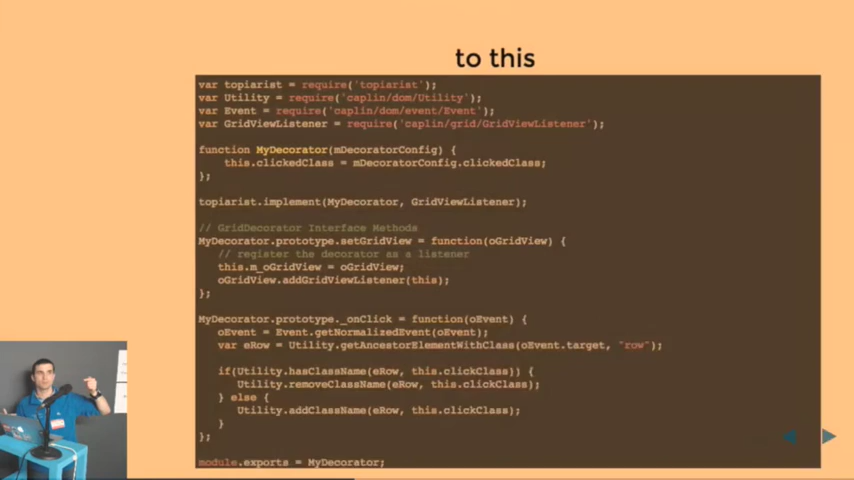 to this
var topiarist = require('topiarist');
var Utility = require('caplin/dom/Utility');
var Event = require('caplin/dom/event/Event');
var GridViewListener = require('caplin/grid/GridViewListener');
function MyDecorator(mDecoratorConfig) {
this.clickedClass = mDecoratorConfig.clickedClass;
};
topiarist.implement(MyDecorator, GridViewListener);
// GridDecorator Interface Methods
MyDecorator.prototype.setGridView = function(oGridView) {
// register the decorator as a listener
this.m_oGridView = oGridView;
oGridView.addGridViewListener(this);
};
MyDecorator.prototype._onClick = function(oEvent) {
oEvent = Event.getNormalizedEvent(oEvent);
var eRow = Utility.getAncestorElementWithClass(oEvent.target, "row");
if(Utility.hasClassName(eRow, this.clickClass)) {
Utility.removeClassName(eRow, this.clickClass);
} else {
Utility.addClassName(eRow, this.clickClass);
}
};
module.exports = MyDecorator;